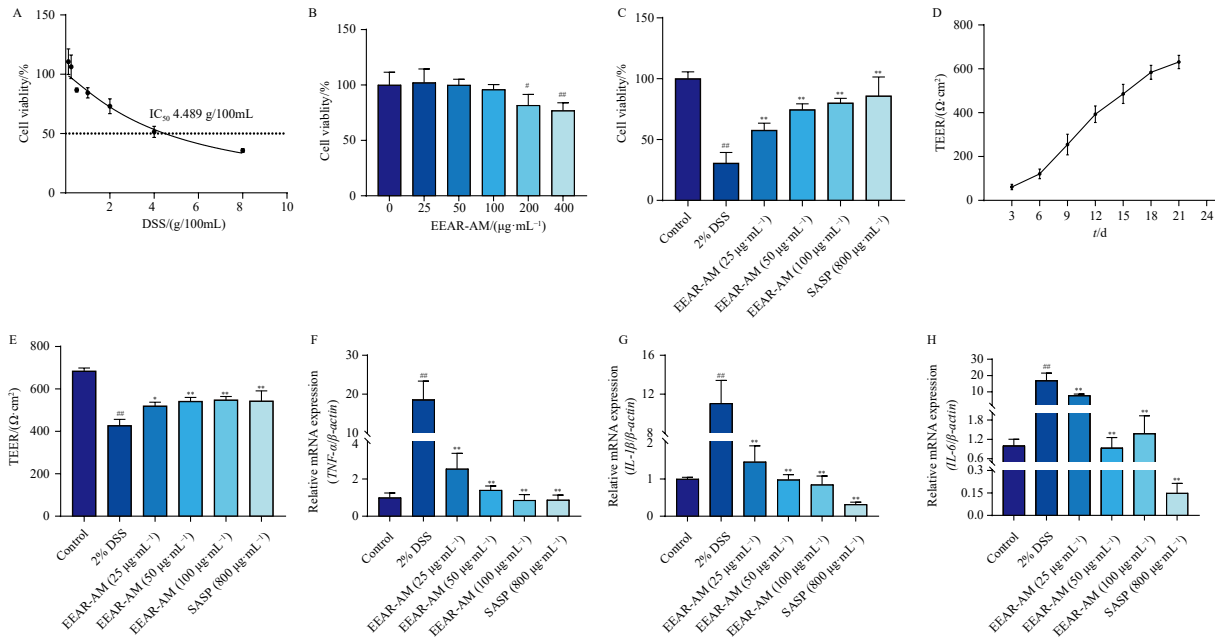 A
Cell viablity/%
150
100
50
0
IC50 4.489 g/100mL
2
4
6
8
10
DSS/(g/100mL)
B
Cell viablity/%
150
100
50
0
#
##
0
25
50
100
200
400
EEAR-AM/(μg·mL⁻¹)
C
Cell viablity/%
150
100
50
0
##
**
**
**
**
Control
2% DSS
EEAR-AM (25 μg·mL⁻¹)
EEAR-AM (50 μg·mL⁻¹)
EEAR-AM (100 μg·mL⁻¹)
SASP (800 μg·mL⁻¹)
D
TEER/(Ω·cm²)
800
600
400
200
0
3
6
9
12
15
18
21
24
t/d
E
TEER/(Ω·cm²)
800
600
400
200
0
##
*
**
**
**
Control
2% DSS
EEAR-AM (25 μg·mL⁻¹)
EEAR-AM (50 μg·mL⁻¹)
EEAR-AM (100 μg·mL⁻¹)
SASP (800 μg·mL⁻¹)
F
Relative mRNA expression
(TNF-α/β-actin)
30
20
10
4
2
0
##
**
**
**
**
Control
2% DSS
EEAR-AM (25 μg·mL⁻¹)
EEAR-AM (50 μg·mL⁻¹)
EEAR-AM (100 μg·mL⁻¹)
SASP (800 μg·mL⁻¹)
G
Relative mRNA expression
(IL-1β/β-actin)
16
12
8
2
1
0
##
**
**
**
**
Control
2% DSS
EEAR-AM (25 μg·mL⁻¹)
EEAR-AM (50 μg·mL⁻¹)
EEAR-AM (100 μg·mL⁻¹)
SASP (800 μg·mL⁻¹)
H
Relative mRNA expression
(IL-6/β-actin)
30
20
10
0
1.8
1.2
0.6
0.3
0.15
0.0
##
**
**
**
**
Control
2% DSS
EEAR-AM (25 μg·mL⁻¹)
EEAR-AM (50 μg·mL⁻¹)
EEAR-AM (100 μg·mL⁻¹)
SASP (800 μg·mL⁻¹)